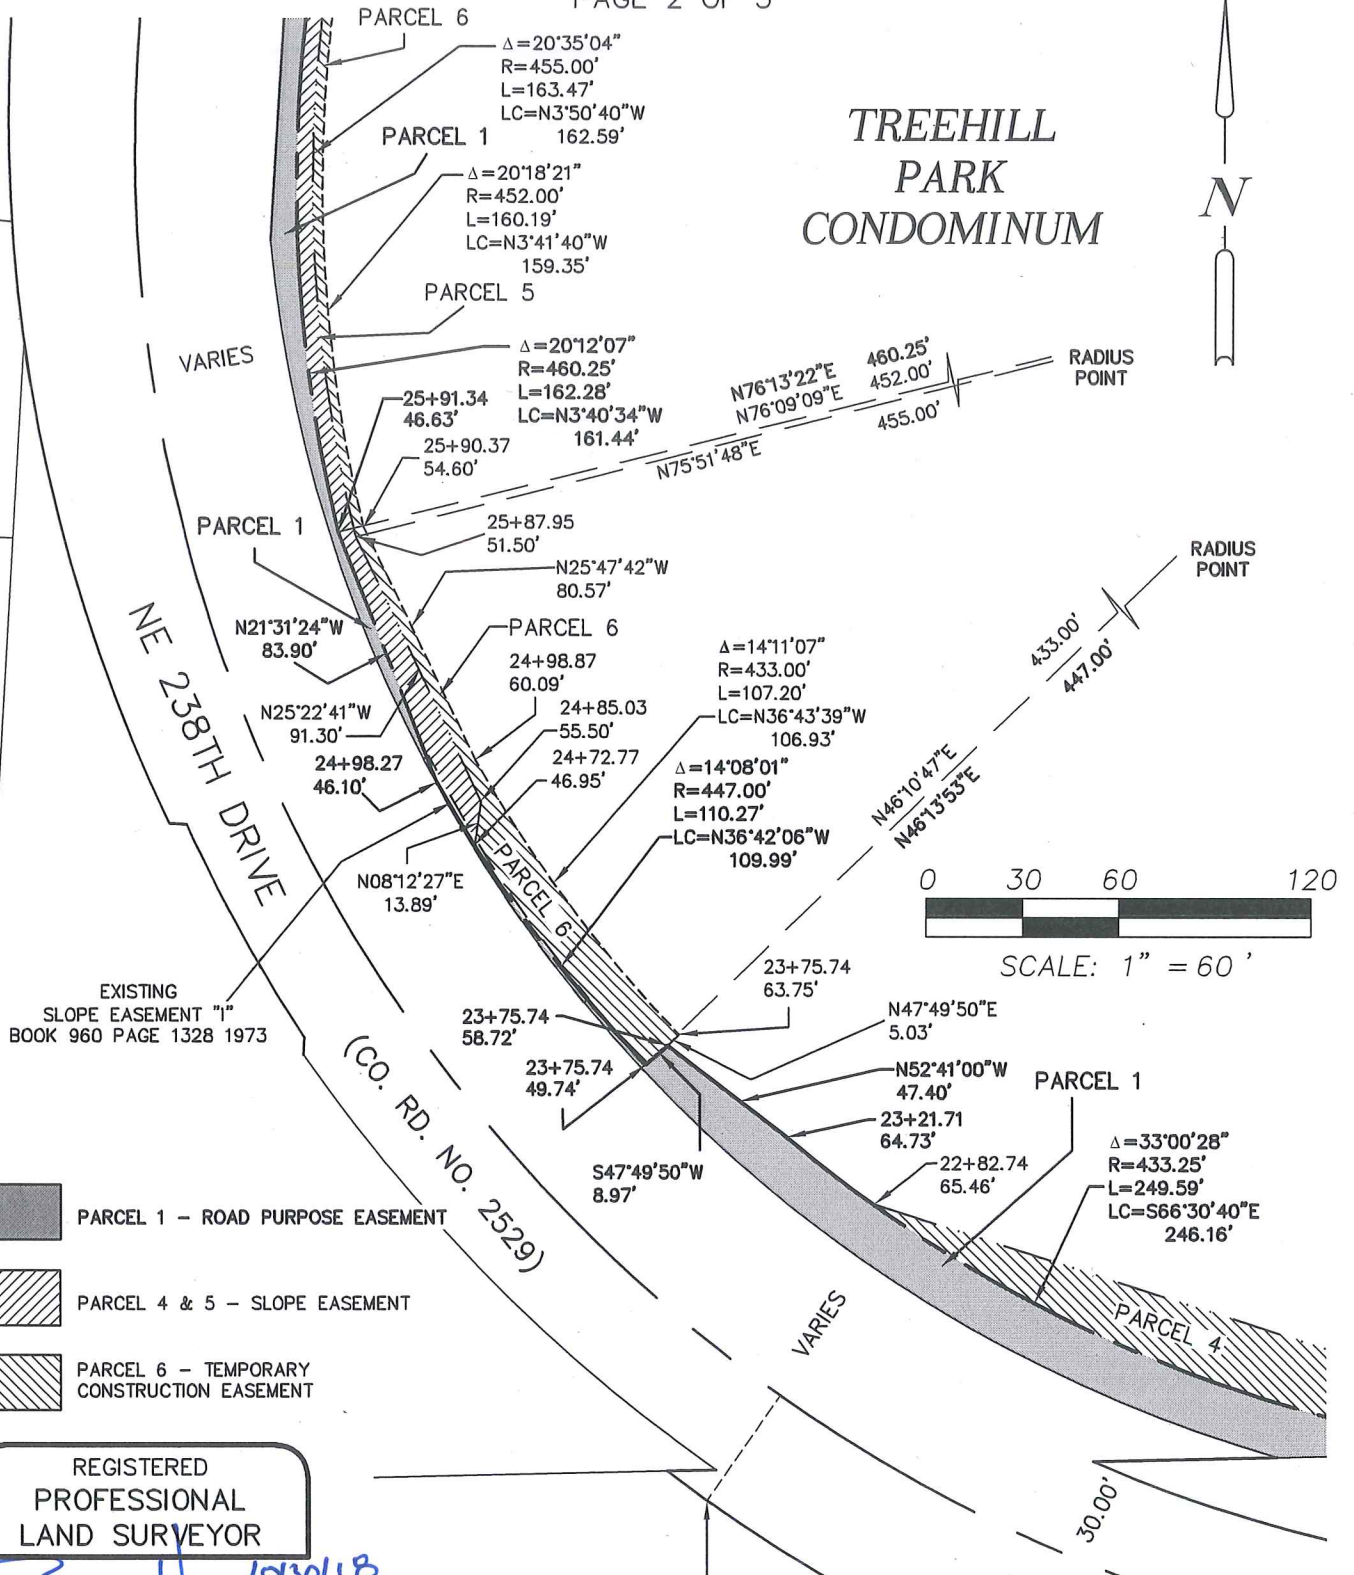 PAGE 2 OF 5
PARCEL 6
Δ=20°35'04"
R=455.00'
L=163.47'
LC=N3°50'40"W
162.59'
PARCEL 1
Δ=20°18'21"
R=452.00'
L=160.19'
LC=N3°41'40"W
159.35'
PARCEL 5
TREEHILL
PARK
CONDOMINUM
N
VARIES
Δ=20°12'07"
R=460.25'
L=162.28'
LC=N3°40'34"W
161.44'
25+91.34
46.63'
25+90.37
54.60'
N76°13'22"E 460.25'
N76°09'09"E 452.00'
N75°51'48"E 455.00'
RADIUS
POINT
PARCEL 1
25+87.95
51.50'
N25°47'42"W
80.57'
RADIUS
POINT
NE 238TH DRIVE
N21°31'24"W
83.90'
PARCEL 6
24+98.87
60.09'
Δ=14°11'07"
R=433.00'
L=107.20'
LC=N36°43'39"W
106.93'
433.00'
447.00'
N25°22'41"W
91.30'
24+85.03
55.50'
24+98.27
46.10'
24+72.77
46.95'
Δ=14°08'01"
R=447.00'
L=110.27'
LC=N36°42'06"W
109.99'
N46°10'47"E
N46°13'53"E
N08°12'27"E
13.89'
PARCEL 6
0 30 60 120
SCALE: 1" = 60 '
EXISTING
SLOPE EASEMENT "1"
BOOK 960 PAGE 1328 1973
23+75.74
63.75'
23+75.74
58.72'
N47°49'50"E
5.03'
23+75.74
49.74'
N52°41'00"W
47.40'
PARCEL 1
(CO. RD. NO. 2529)
23+21.71
64.73'
S47°49'50"W
8.97'
22+82.74
65.46'
Δ=33°00'28"
R=433.25'
L=249.59'
LC=S66°30'40"E
246.16'
PARCEL 1 - ROAD PURPOSE EASEMENT
PARCEL 4 & 5 - SLOPE EASEMENT
PARCEL 6 - TEMPORARY
CONSTRUCTION EASEMENT
VARIES
PARCEL 4
30.00'
REGISTERED
PROFESSIONAL
LAND SURVEYOR